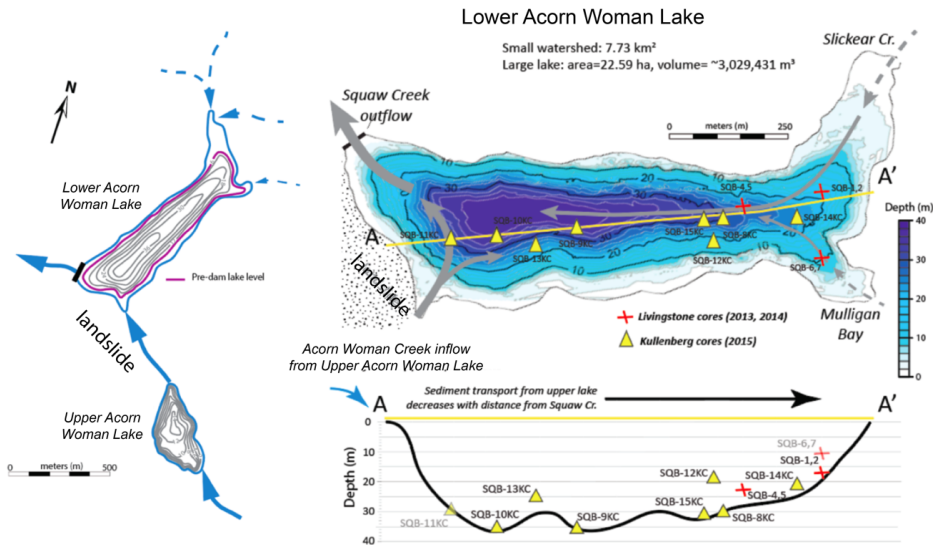 Lower Acorn Woman Lake
Small watershed: 7.73 km²
Large lake: area=22.59 ha, volume= ~3,029,431 m³
Slickear Cr.
Squaw Creek
outflow
0 meters (m) 250
N
Lower Acorn
Woman Lake
Pre-dam lake level
landslide
Upper Acorn
Woman Lake
0 meters (m) 500
10
30
10
20
10
A
A'
SQB-4,5
SQB-1,2
SQB-10KC
SQB-11KC
SQB-9KC
SQB-13KC
SQB-15KC
SQB-8KC
SQB-14KC
SQB-12KC
SQB-6,7
landslide
Depth (m)
40
30
20
10
0
Mulligan
Bay
Livingstone cores (2013, 2014)
Kullenberg cores (2015)
Acorn Woman Creek inflow
from Upper Acorn Woman Lake
Sediment transport from upper lake
decreases with distance from Squaw Cr.
A
A'
Depth (m)
0
10
20
30
40
SQB-6,7
SQB-1,2
SQB-12KC
SQB-14KC
SQB-13KC
SQB-4,5
SQB-15KC
SQB-11KC
SQB-10KC
SQB-9KC
SQB-8KC